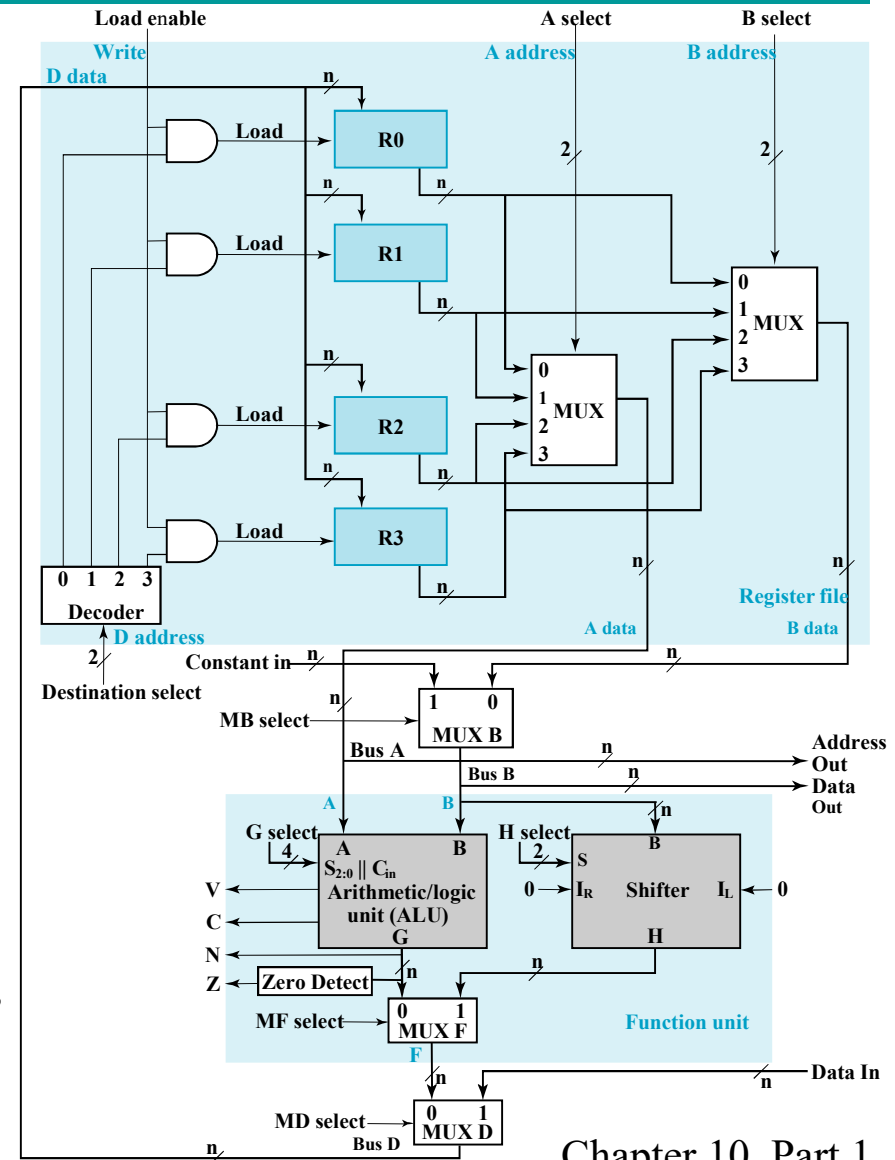 Load enable
A select
B select
Write
A address
B address
D data
n
Load
R0
2
2
n
n
Load
R1
0
1
MUX
2
3
n
n
0
1
MUX
2
3
Load
R2
n
n
Load
R3
n
n
n
0 1 2 3
Decoder
Register file
D address
A data
B data
2
Constant in
n
n
Destination select
n
1 0
MB select
MUX B
Bus A
n
Address
Out
Bus B
n
Data
Out
A
B
n
G select
H select
4
A
B
2
B
S2:0 || Cin
S
V
Arithmetic/logic
unit (ALU)
0
IR
Shifter
IL
0
C
G
H
N
n
n
Z
Zero Detect
0 1
MF select
MUX F
Function unit
F
n
n
Data In
0 1
MD select
MUX D
Bus D
n
Chapter 10 Part 1